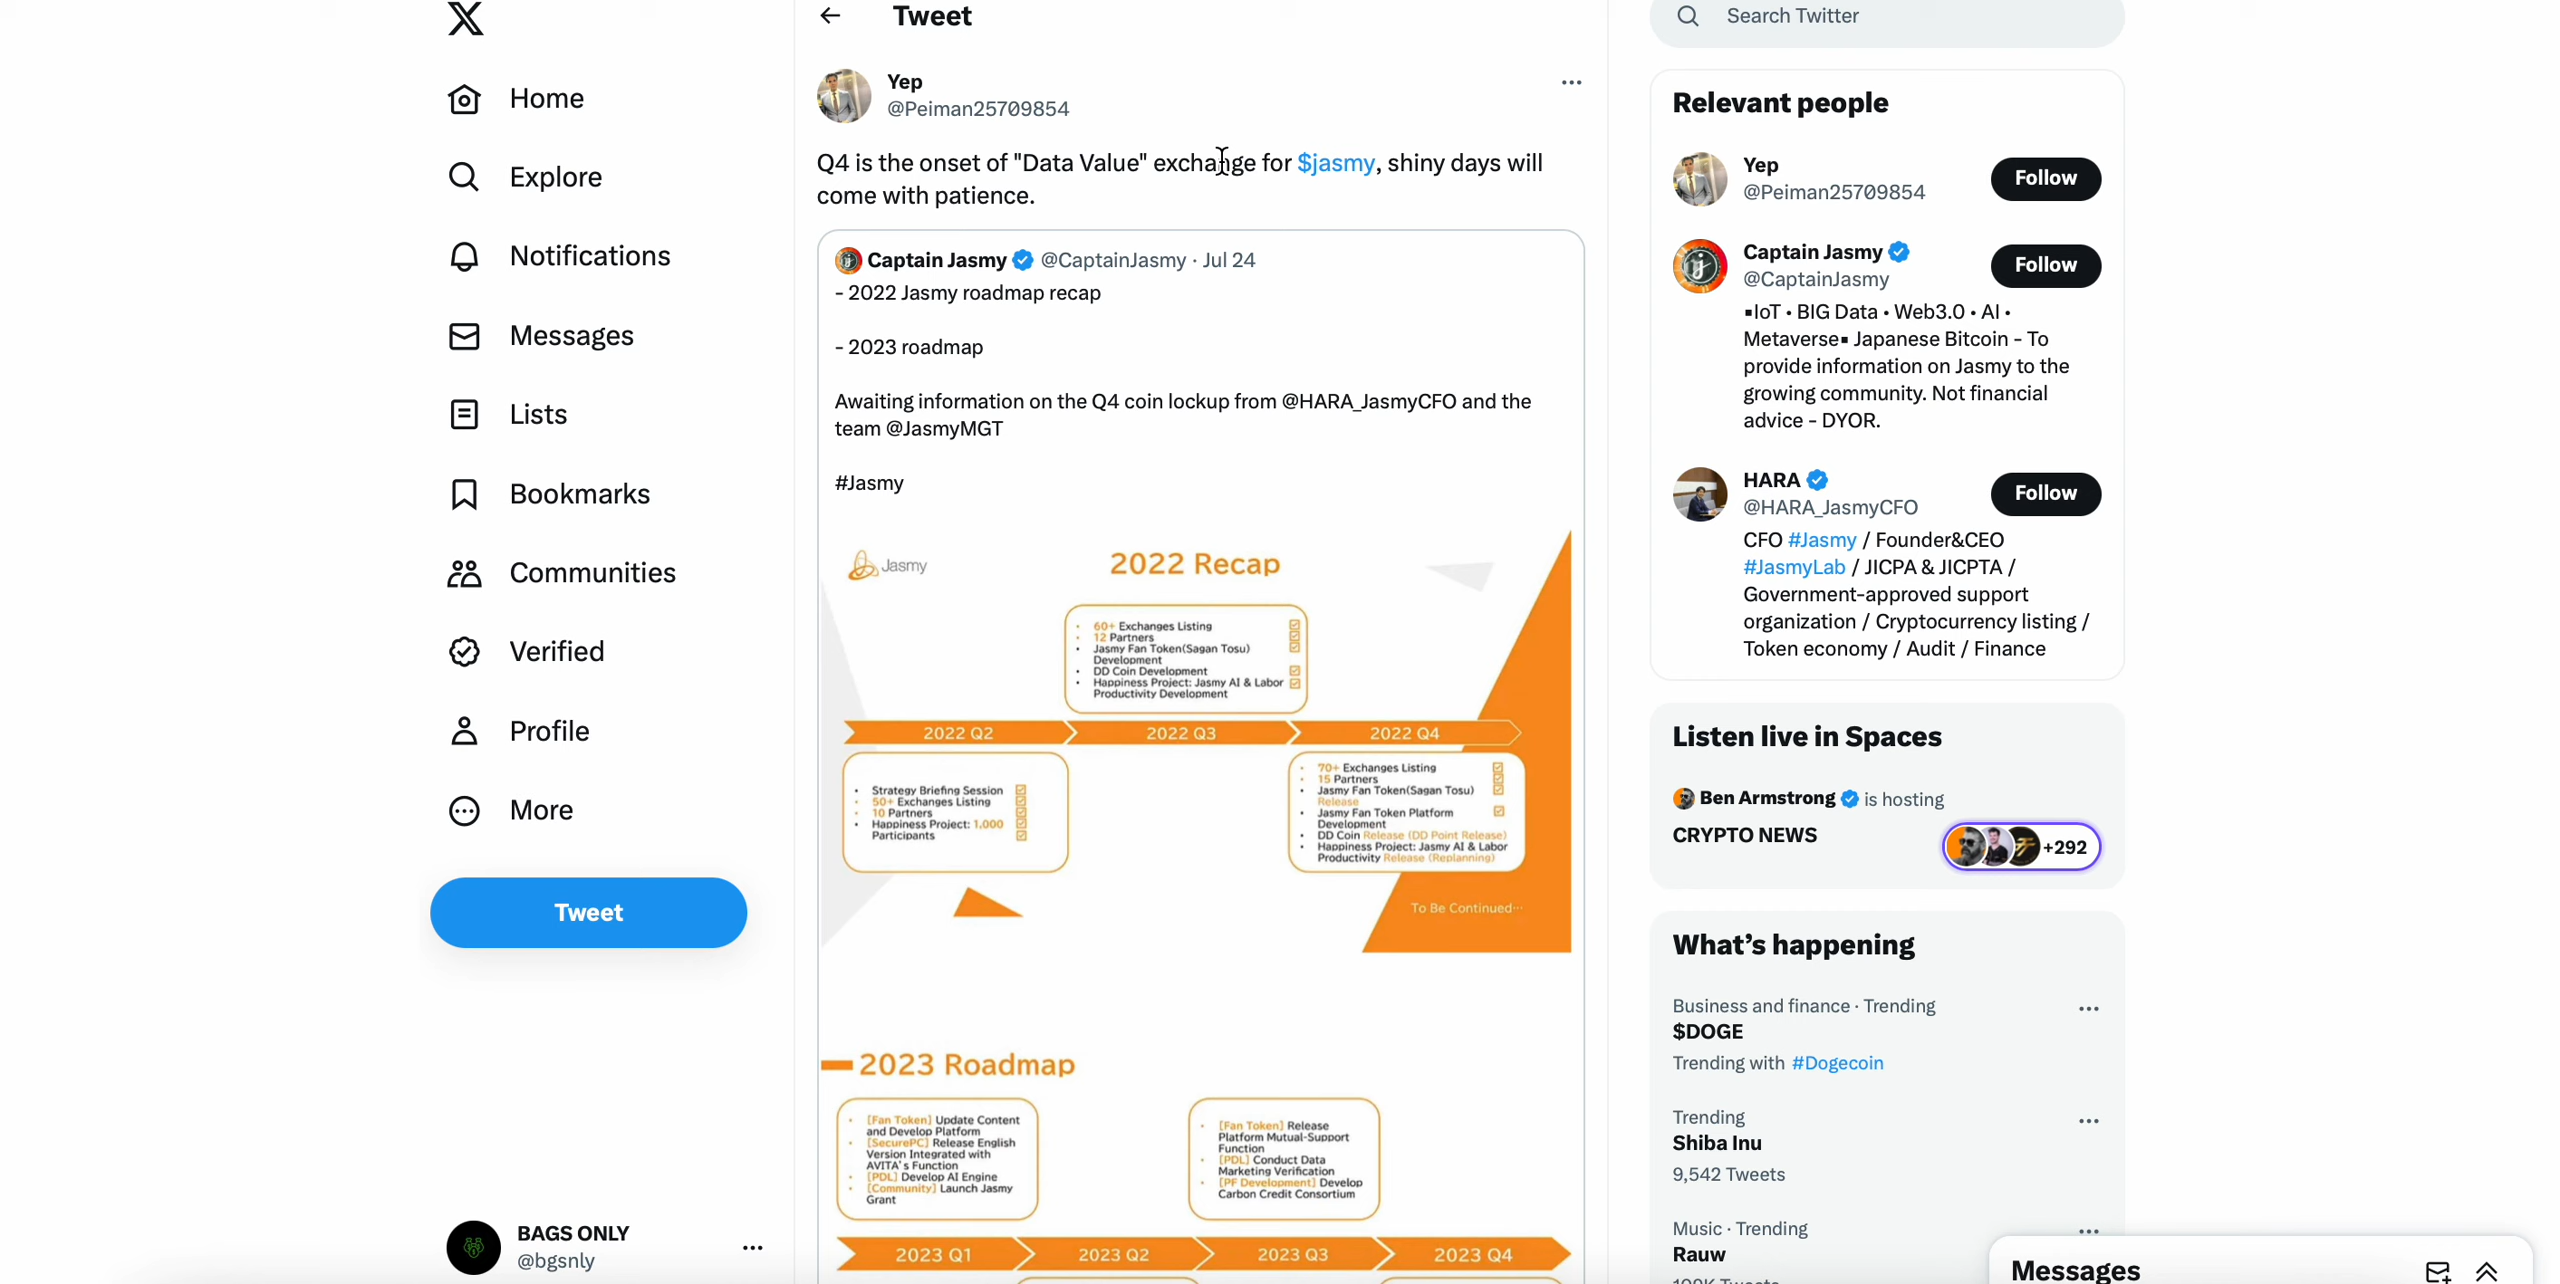 Home
Explore
Notifications
Messages
Lists
Bookmarks
Communities
Verified
Profile
More
Tweet
BAGS ONLY
@bgsnly
Tweet
Yep
@Peiman25709854
Q4 is the onset of "Data Value" exchange for $jasmy, shiny days will
come with patience.
Captain Jasmy @CaptainJasmy · Jul 24
- 2022 Jasmy roadmap recap
- 2023 roadmap
Awaiting information on the Q4 coin lockup from @HARA_JasmyCFO and the
team @JasmyMGT
#Jasmy
Jasmy
2022 Recap
• 60+ Exchanges Listing
• 12 Partners
• Jasmy Fan Token(Sagan Tosu)
Development
• DD Coin Development
• Happiness Project: Jasmy AI & Labor
Productivity Development
2022 Q2
2022 Q3
2022 Q4
• Strategy Briefing Session
• 50+ Exchanges Listing
• 10 Partners
• Happiness Project: 1,000
Participants
• 70+ Exchanges Listing
• 15 Partners
• Jasmy Fan Token(Sagan Tosu)
Release
• Jasmy Fan Token Platform
Development
• DD Coin Release (DD Point Release)
• Happiness Project: Jasmy AI & Labor
Productivity Release (Replanning)
To Be Continued···
2023 Roadmap
• [Fan Token] Update Content
and Develop Platform
• [SecurePC] Release English
Version Integrated with
AVITA's Function
• [PDL] Develop AI Engine
• [Community] Launch Jasmy
Grant
• [Fan Token] Release
Platform Mutual-Support
Function
• [PDL] Conduct Data
Marketing Verification
• [PF Development] Develop
Carbon Credit Consortium
2023 Q1
2023 Q2
2023 Q3
2023 Q4
Search Twitter
Relevant people
Yep
@Peiman25709854
Follow
Captain Jasmy
@CaptainJasmy
Follow
▪IoT • BIG Data • Web3.0 • AI •
Metaverse▪ Japanese Bitcoin - To
provide information on Jasmy to the
growing community. Not financial
advice - DYOR.
HARA
@HARA_JasmyCFO
Follow
CFO #Jasmy / Founder&CEO
#JasmyLab / JICPA & JICPTA /
Government-approved support
organization / Cryptocurrency listing /
Token economy / Audit / Finance
Listen live in Spaces
Ben Armstrong is hosting
CRYPTO NEWS
+292
What's happening
Business and finance · Trending
$DOGE
Trending with #Dogecoin
Trending
Shiba Inu
9,542 Tweets
Music · Trending
Rauw
Messages